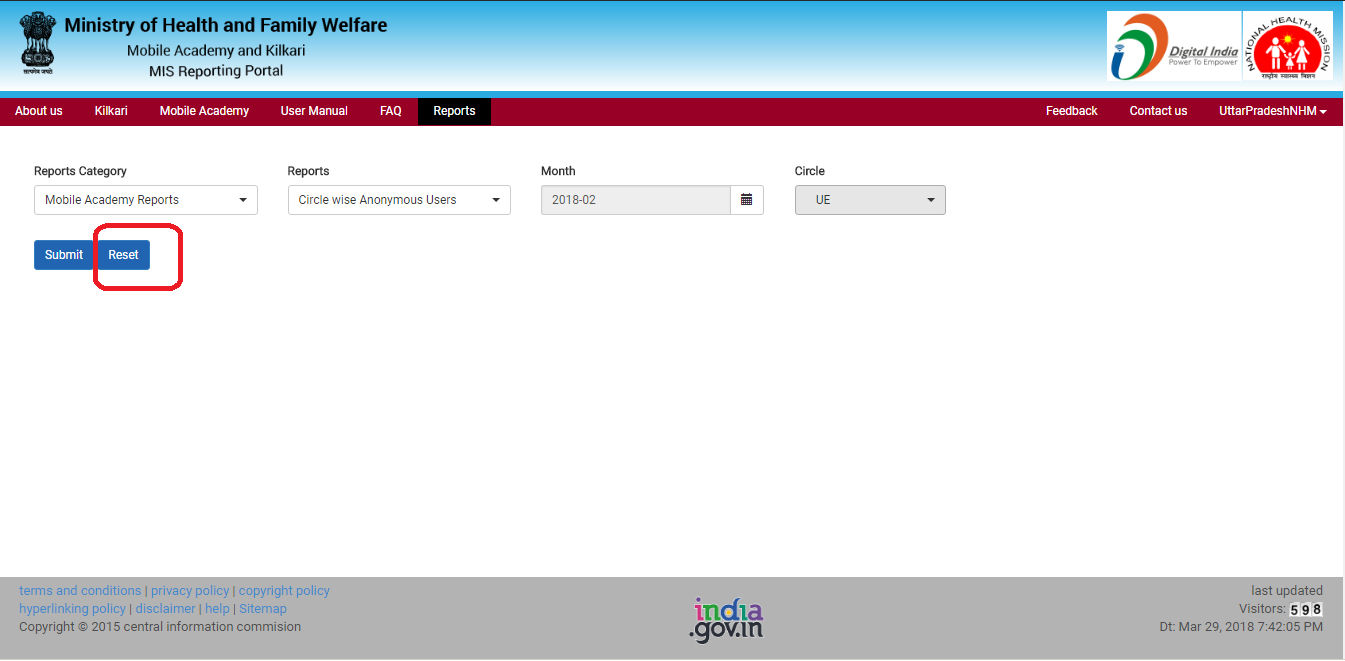 Ministry of Health and Family Welfare
Mobile Academy and Kilkari
MIS Reporting Portal
सत्यमेव जयते
Digital India
Power To Empower
NATIONAL HEALTH MISSION
राष्ट्रीय स्वास्थ्य मिशन
About us Kilkari Mobile Academy User Manual FAQ Reports Feedback Contact us UttarPradeshNHM
Reports Category Reports Month Circle
Mobile Academy Reports Circle wise Anonymous Users 2018-02 UE
Submit Reset
terms and conditions | privacy policy | copyright policy
hyperlinking policy | disclaimer | help | Sitemap
Copyright © 2015 central information commision
india
.gov.in
last updated
Visitors: 598
Dt: Mar 29, 2018 7:42:05 PM